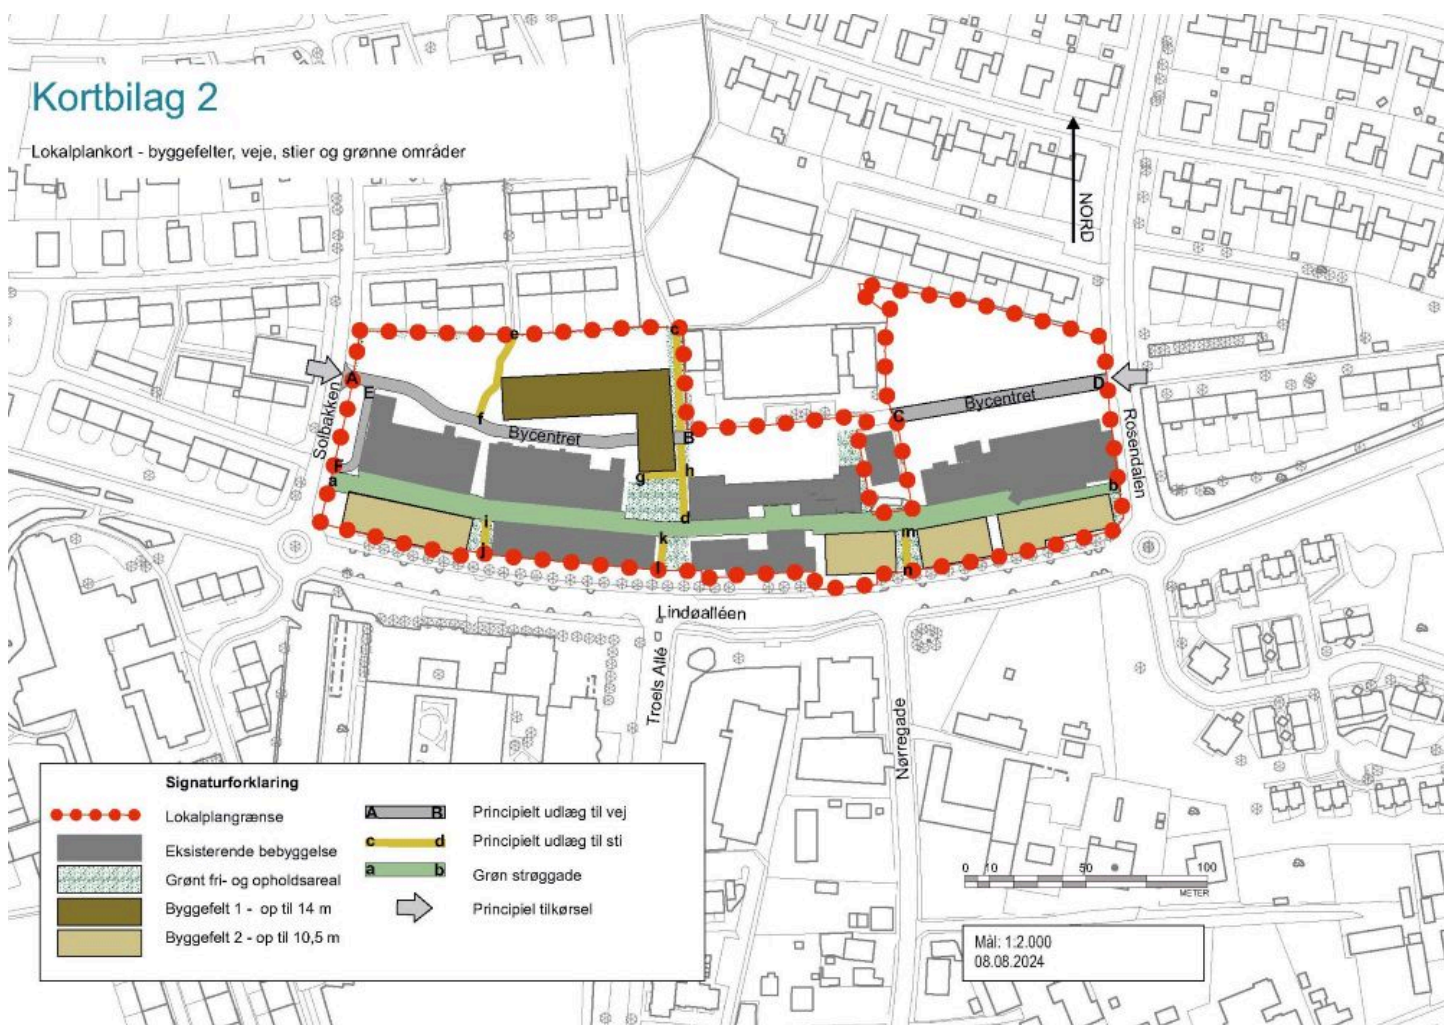 Kortbilag 2
Lokalplankort - byggefelter, veje, stier og grønne områder
NORD
e
c
A
E
Solbakken
f
Bycentret
B
C
Bycentret
D
Rosendalen
F
a
g
h
b
i
d
j
k
l
m
n
Lindøalléen
Troels Allé
Nørregade
Signaturforklaring
Lokalplangrænse
Eksisterende bebyggelse
Grønt fri- og opholdsareal
Byggefelt 1 - op til 14 m
Byggefelt 2 - op til 10,5 m
A B Principielt udlæg til vej
c d Principielt udlæg til sti
a b Grøn strøggade
Principiel tilkørsel
0 10 50 100
METER
Mål: 1:2.000
08.08.2024